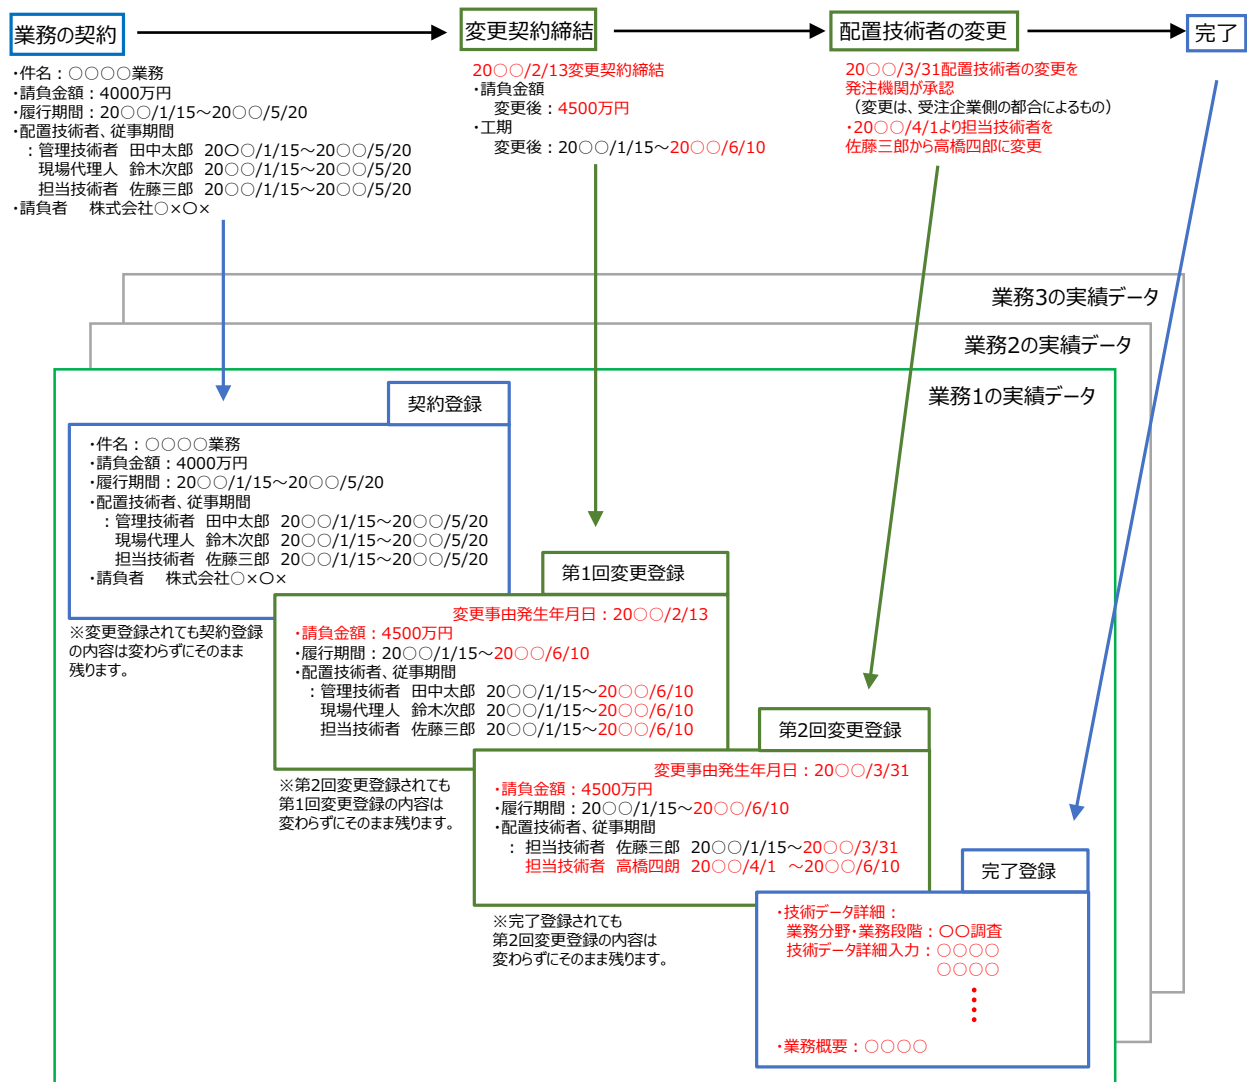 業務の契約
変更契約締結
配置技術者の変更
完了
・件名：○○○○業務
・請負金額：4000万円
・履行期間：20○○/1/15～20○○/5/20
・配置技術者、従事期間
：管理技術者 田中太郎 20○○/1/15～20○○/5/20
現場代理人 鈴木次郎 20○○/1/15～20○○/5/20
担当技術者 佐藤三郎 20○○/1/15～20○○/5/20
・請負者 株式会社○×○×
20○○/2/13変更契約締結
・請負金額
変更後：4500万円
・工期
変更後：20○○/1/15～20○○/6/10
20○○/3/31配置技術者の変更を
発注機関が承認
（変更は、受注企業側の都合によるもの）
・20○○/4/1より担当技術者を
佐藤三郎から高橋四郎に変更
業務3の実績データ
業務2の実績データ
業務1の実績データ
契約登録
・件名：○○○○業務
・請負金額：4000万円
・履行期間：20○○/1/15～20○○/5/20
・配置技術者、従事期間
：管理技術者 田中太郎 20○○/1/15～20○○/5/20
現場代理人 鈴木次郎 20○○/1/15～20○○/5/20
担当技術者 佐藤三郎 20○○/1/15～20○○/5/20
・請負者 株式会社○×○×
※変更登録されても契約登録
の内容は変わらずにそのまま
残ります。
第1回変更登録
変更事由発生年月日：20○○/2/13
・請負金額：4500万円
・履行期間：20○○/1/15～20○○/6/10
・配置技術者、従事期間
：管理技術者 田中太郎 20○○/1/15～20○○/6/10
現場代理人 鈴木次郎 20○○/1/15～20○○/6/10
担当技術者 佐藤三郎 20○○/1/15～20○○/6/10
※第2回変更登録されても
第1回変更登録の内容は
変わらずにそのまま残ります。
第2回変更登録
変更事由発生年月日：20○○/3/31
・請負金額：4500万円
・履行期間：20○○/1/15～20○○/6/10
・配置技術者、従事期間
：担当技術者 佐藤三郎 20○○/1/15～20○○/3/31
担当技術者 高橋四朗 20○○/4/1 ～20○○/6/10
※完了登録されても
第2回変更登録の内容は
変わらずにそのまま残ります。
完了登録
・技術データ詳細：
業務分野・業務段階：○○調査
技術データ詳細入力：○○○○
○○○○
・業務概要：○○○○